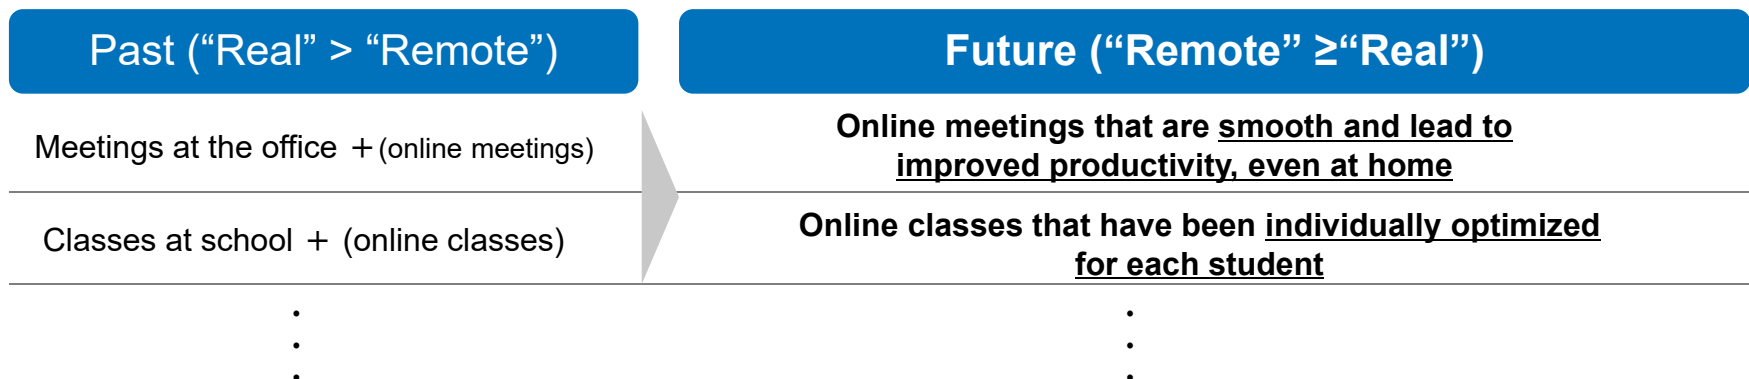 Past (“Real” > “Remote”)
Future (“Remote” ≥“Real”)
Meetings at the office ＋(online meetings)
Online meetings that are smooth and lead to
improved productivity, even at home
Classes at school + (online classes)
Online classes that have been individually optimized
for each student